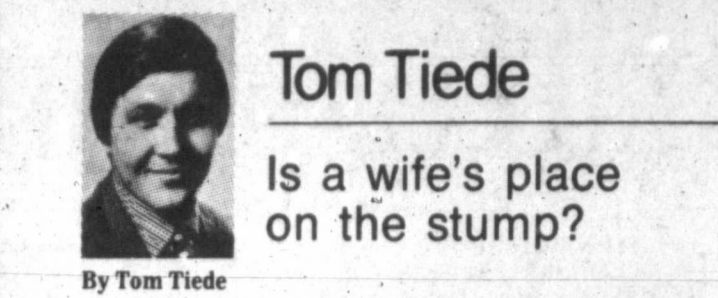 Tom Tiede
Is a wife's place
on the stump?
By Tom Tiede